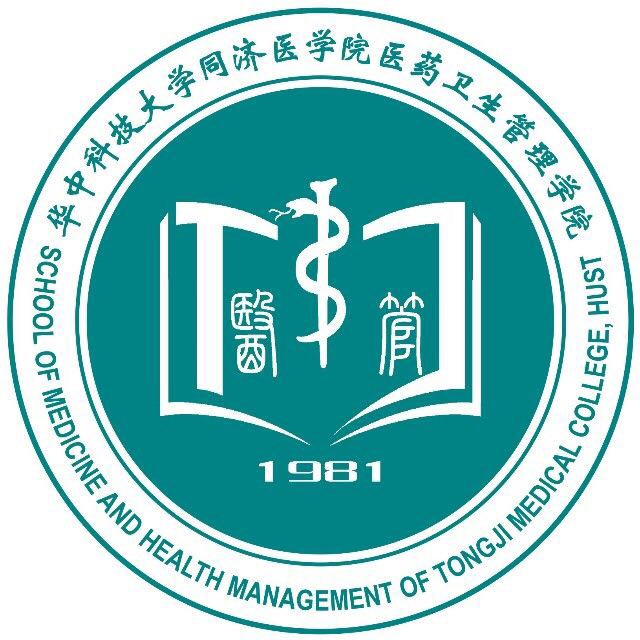 华中科技大学同济医学院医药卫生管理学院
醫 管
1981
SCHOOL OF MEDICINE AND HEALTH MANAGEMENT OF TONGJI MEDICAL COLLEGE, HUST